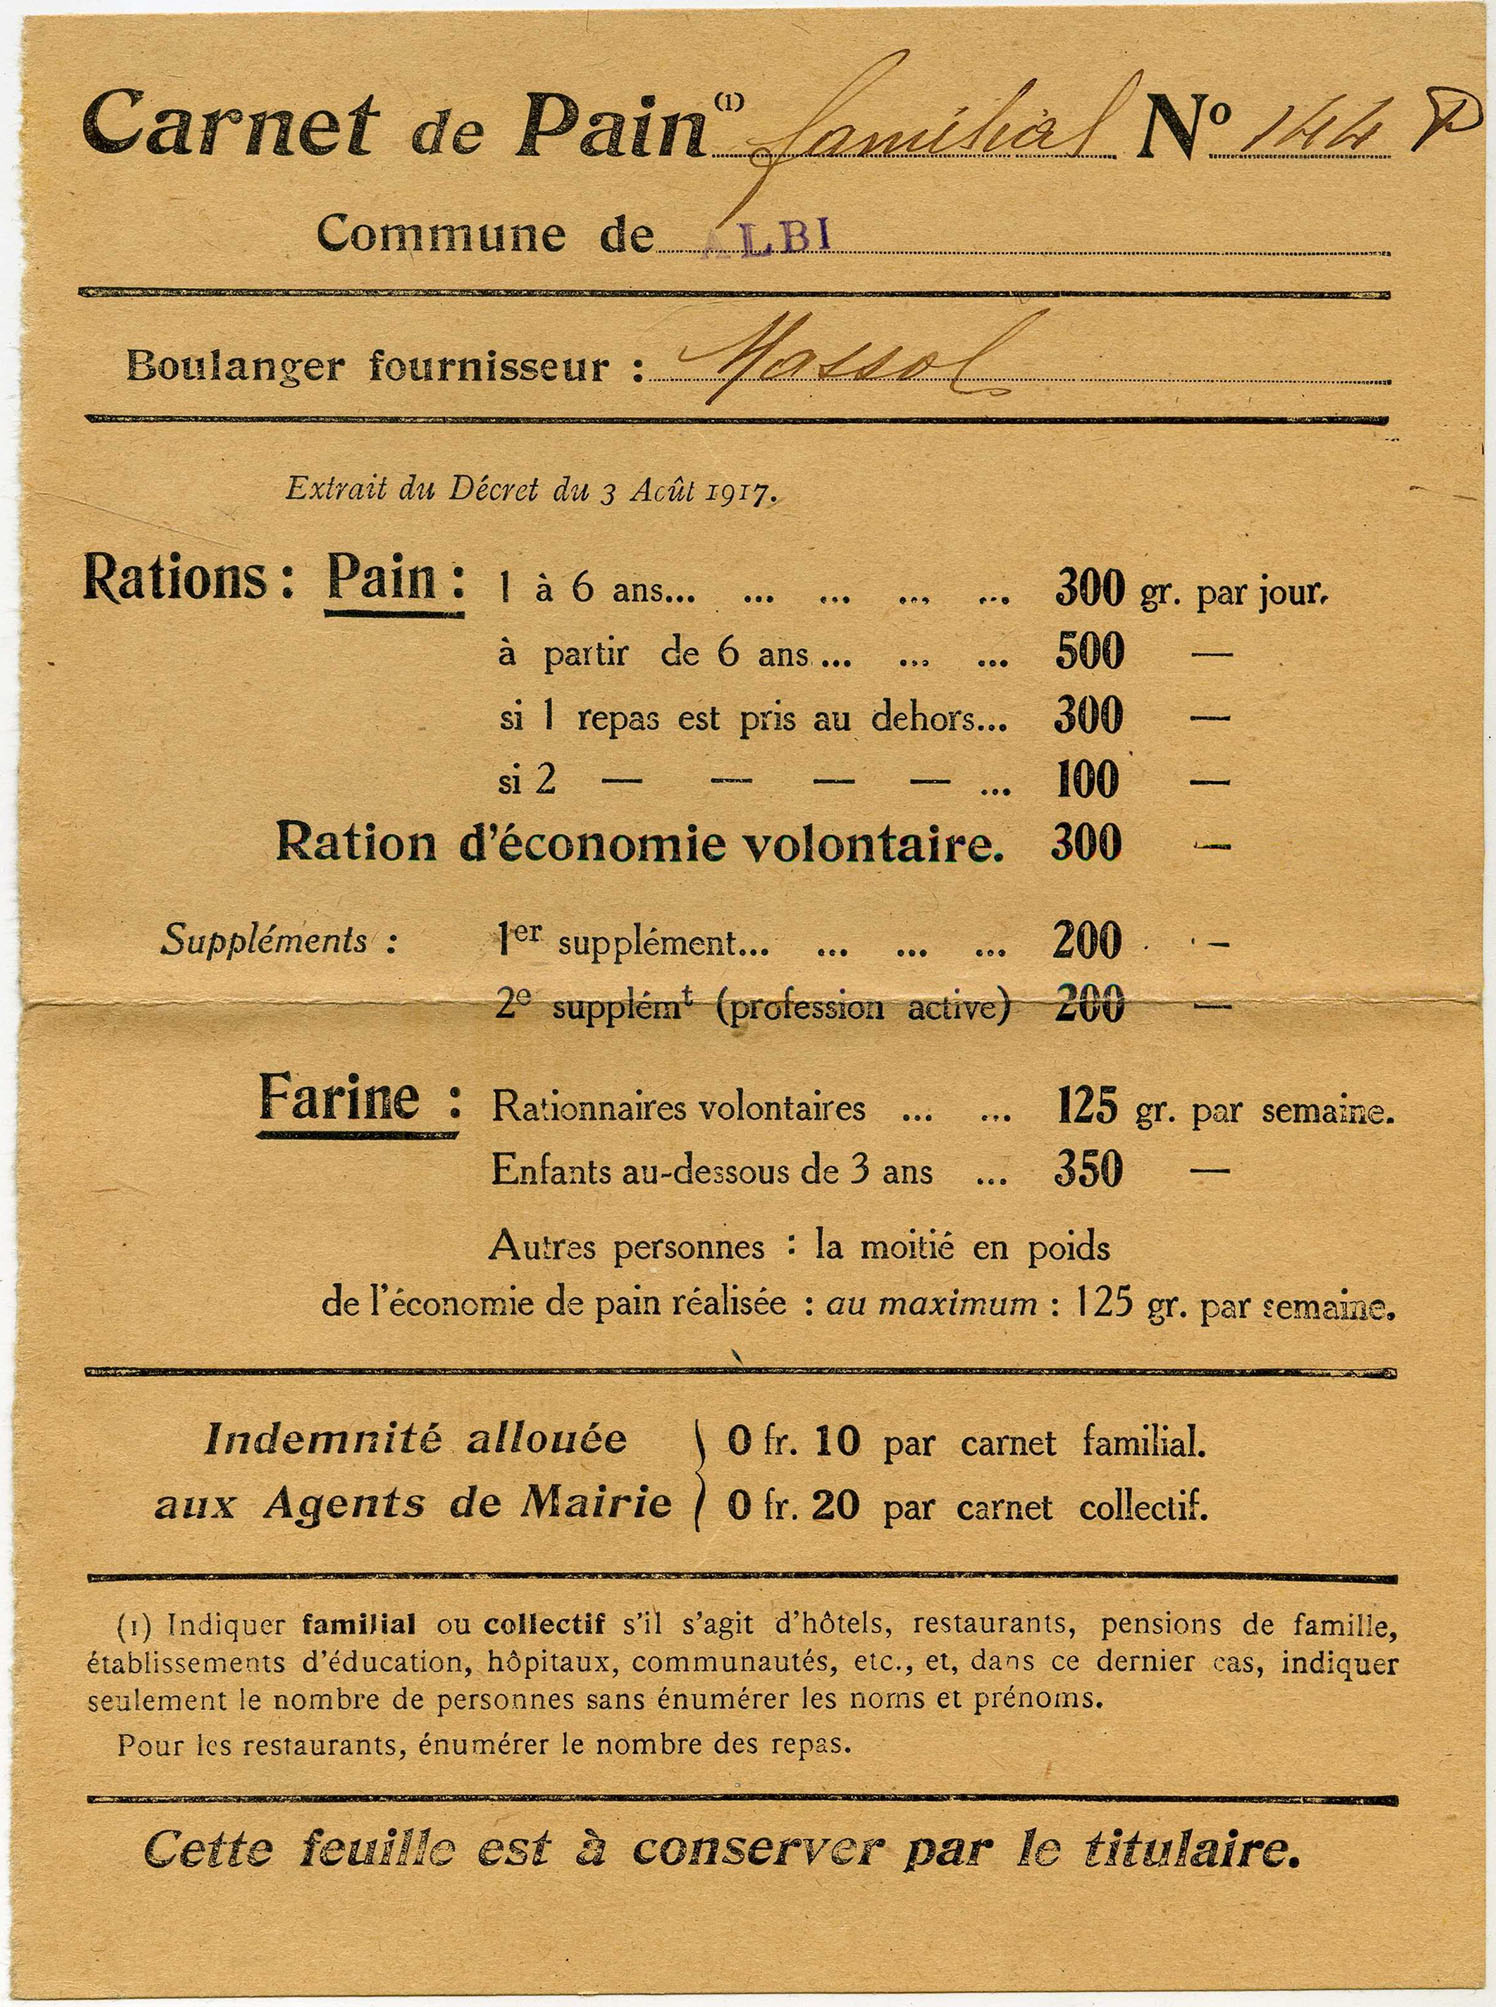 Carnet de Pain (1) familial Nº 144 P
Commune de ALBI
Boulanger fournisseur : Massol
Extrait du Décret du 3 Août 1917.
Rations : Pain : 1 à 6 ans... ... ... ... ... 300 gr. par jour.
à partir de 6 ans... ... ... 500 —
si 1 repas est pris au dehors... 300 —
si 2 — — — — ... 100 —
Ration d'économie volontaire. 300 —
Suppléments : 1er supplément... ... ... ... 200 —
2e supplémt (profession active) 200 —
Farine : Rationnaires volontaires ... ... 125 gr. par semaine.
Enfants au-dessous de 3 ans ... 350 —
Autres personnes : la moitié en poids
de l'économie de pain réalisée : au maximum : 125 gr. par semaine.
Indemnité allouée } 0 fr. 10 par carnet familial.
aux Agents de Mairie } 0 fr. 20 par carnet collectif.
(1) Indiquer familial ou collectif s'il s'agit d'hôtels, restaurants, pensions de famille,
établissements d'éducation, hôpitaux, communautés, etc., et, dans ce dernier cas, indiquer
seulement le nombre de personnes sans énumérer les noms et prénoms.
Pour les restaurants, énumérer le nombre des repas.
Cette feuille est à conserver par le titulaire.